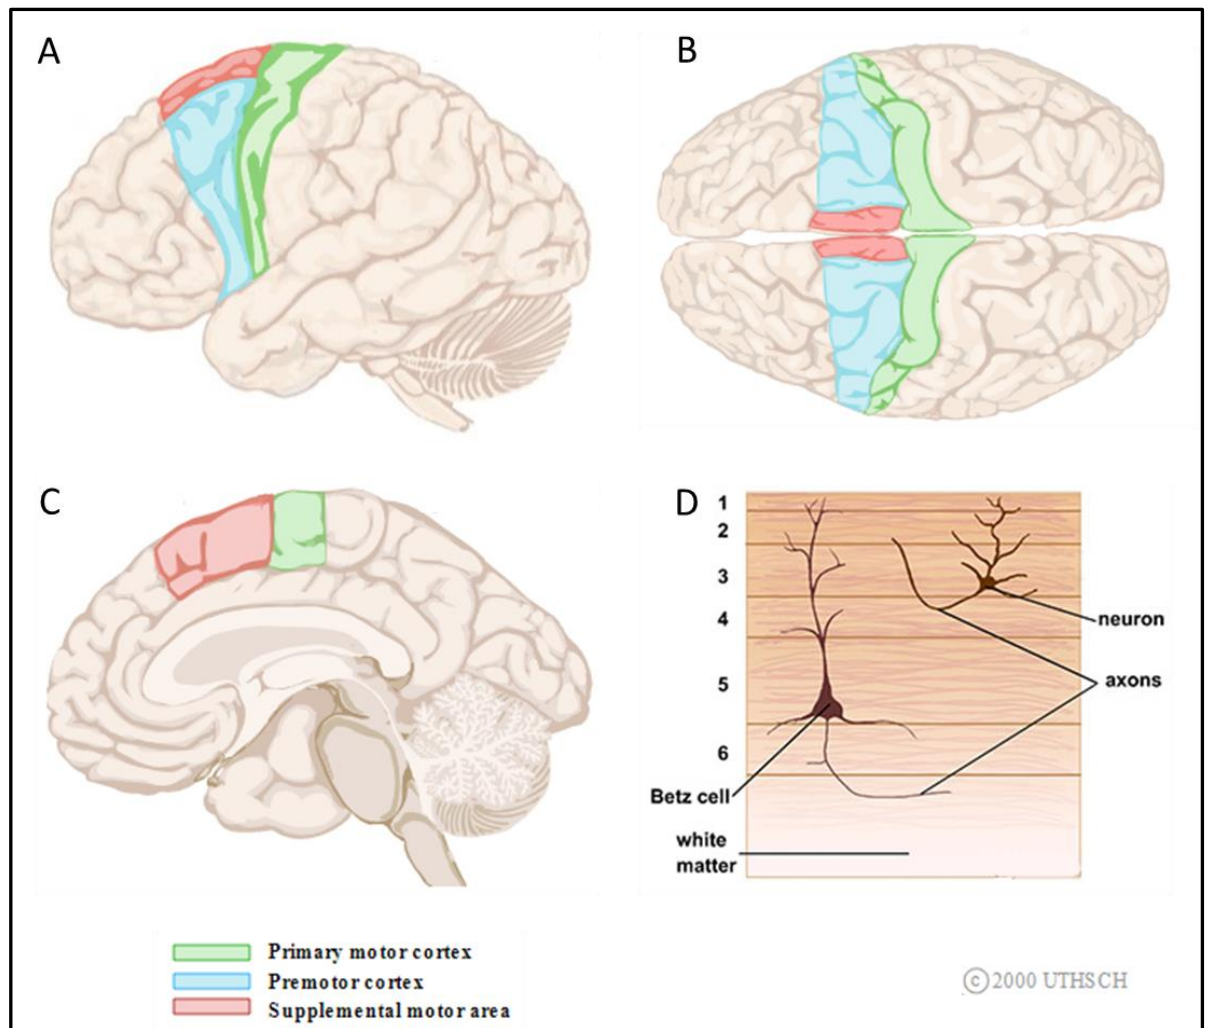 A
B
C
D
1
2
3
4
5
6
neuron
axons
Betz cell
white
matter
Primary motor cortex
Premotor cortex
Supplemental motor area
©2000 UTHSCH